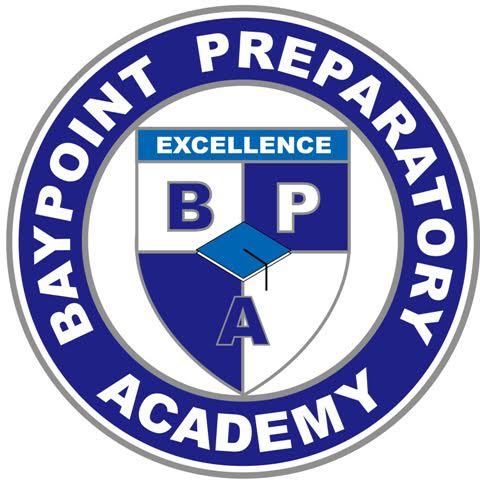 BAYPOINT PREPARATORY
ACADEMY
EXCELLENCE
B P
A